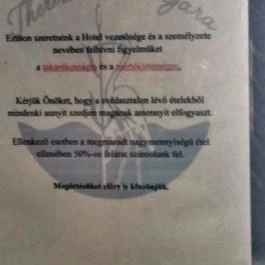 Ezúton szeretnénk a Hotel vezetősége és a személyzete
nevében felhívni figyelmüket
a takarékosságra és a mértékletességre.
Kérjük Önöket, hogy a svédasztalon lévő ételekből
mindenki annyit szedjen magának amennyit elfogyaszt.
Ellenkező esetben a megmaradt nagymennyiségű étel
ellenében 50%-os felárat számolunk fel.
Megértésüket előre is köszönjük.